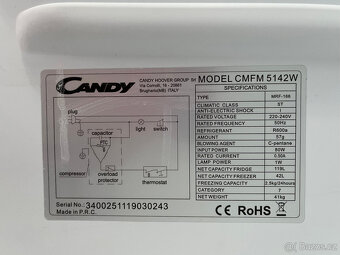 CANDY
CANDY HOOVER GROUP Srl
Via Comolli, 16 - 20861
Brugherio(MB) ITALY
MODEL CMFM 5142W
SPECIFICATIONS
TYPE MRF-166
CLIMATIC CLASS ST
ANTI-ELECTRIC SHOCK I
RATED VOLTAGE 220-240V
RATED FREQUENCY 50Hz
REFRIGERANT R600a
AMOUNT 57g
BLOWING AGENT C-pentane
INPUT POWER 80W
RATED CURRENT 0.50A
LAMP POWER 1W
NET CAPACITY FRIDGE 119L
NET CAPACITY FREEZER 42L
FREEZING CAPACITY 2.5kg/24hours
CATEGORY 7
NET WEIGHT 41kg
plug
light
switch
capacitor
PTC
compressor
overload
protector
thermostat
Serial No.: 3400251119030243
Made in P.R.C.
CE RoHS